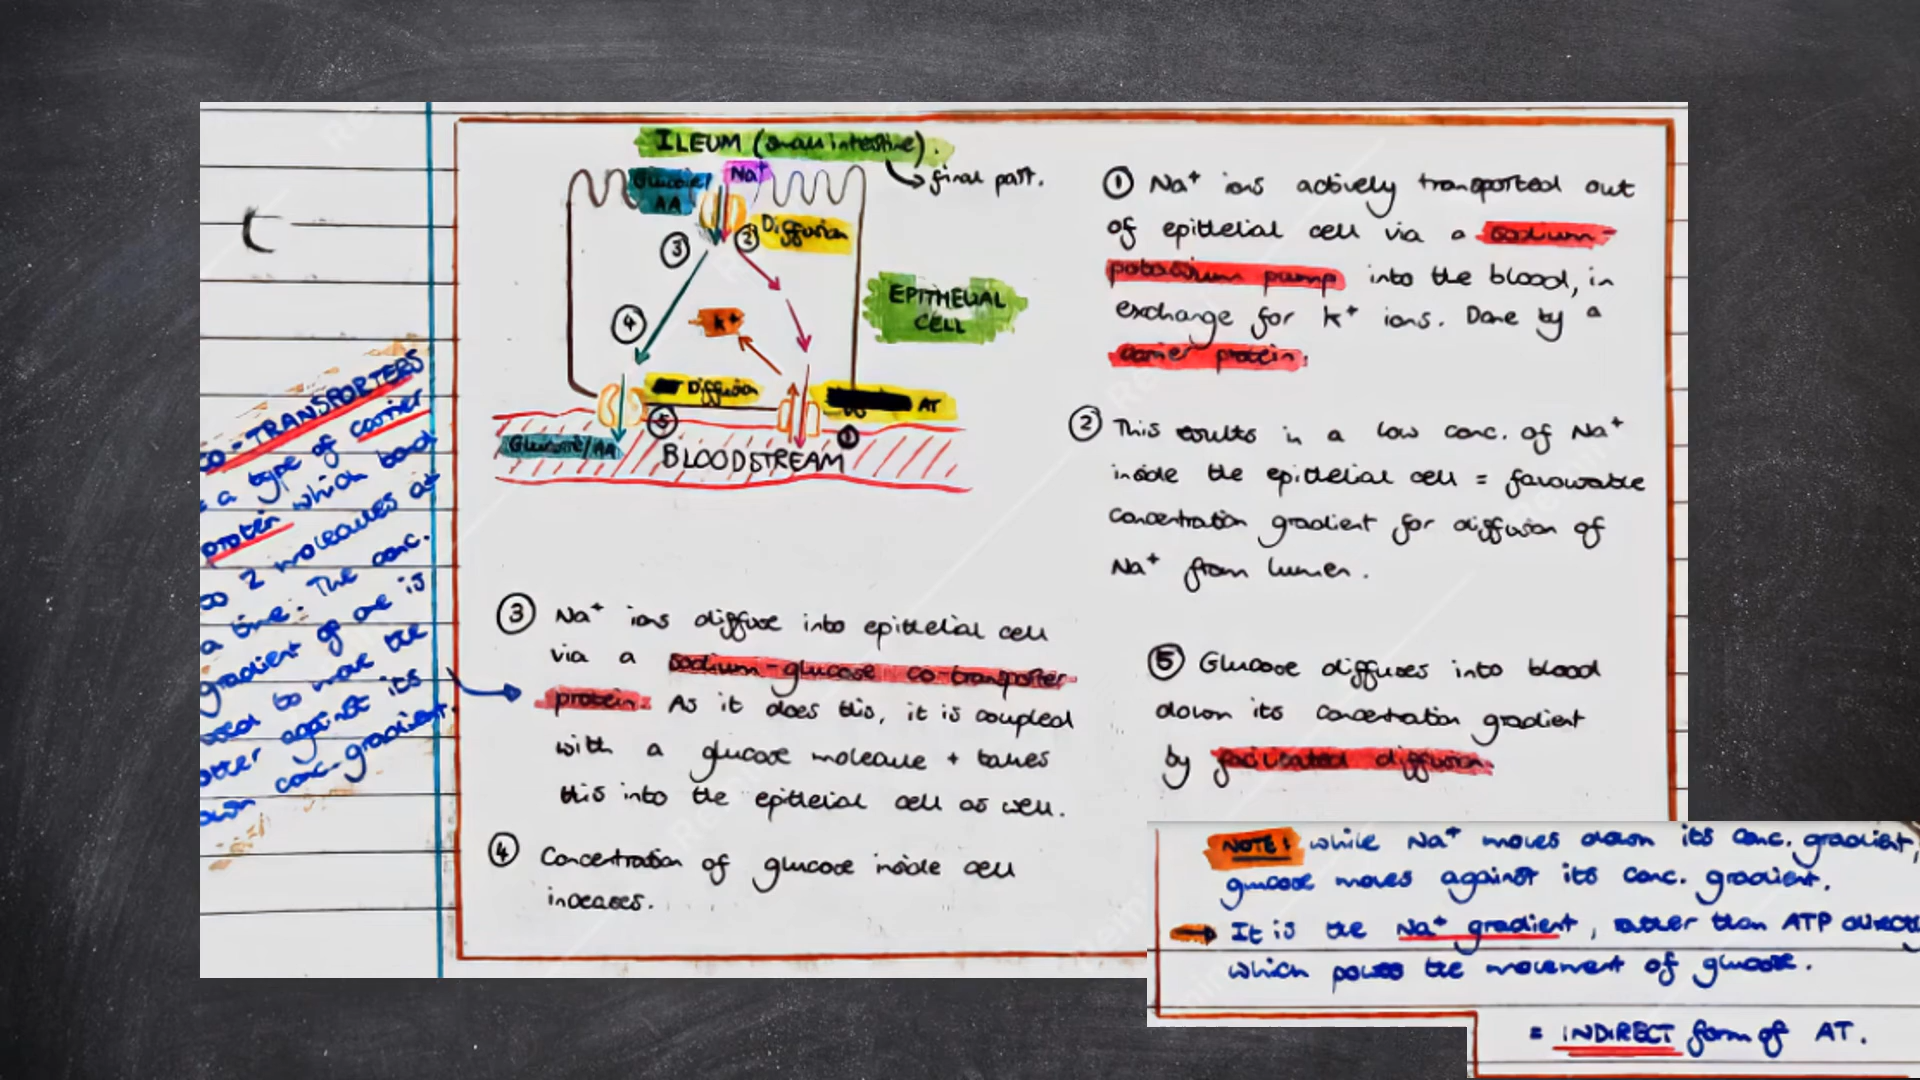 ILEUM (small intestine).
final part.
Glucose/
AA
Na+
Diffusion
③
②
④
K+
EPITHELIAL
CELL
Diffusion
AT
⑤
①
Glucose/AA
BLOODSTREAM
① Na+ ions actively transported out
of epithelial cell via a sodium-
potassium pump into the blood, in
exchange for K+ ions. Done by a
carrier protein.
② This results in a low conc. of Na+
inside the epithelial cell = favourable
concentration gradient for diffusion of
Na+ from lumen.
CO-TRANSPORTERS
a type of carrier
protein which bind
to 2 molecules at
a time. The conc.
gradient of one is
used to move the
other against its
own conc. gradient.
③ Na+ ions diffuse into epithelial cell
via a sodium-glucose co-transporter
protein. As it does this, it is coupled
with a glucose molecule + takes
this into the epithelial cell as well.
④ Concentration of glucose inside cell
increases.
⑤ Glucose diffuses into blood
down its concentration gradient
by facilitated diffusion.
NOTE: while Na+ moves down its conc. gradient,
glucose moves against its conc. gradient.
→ It is the Na+ gradient, rather than ATP directly
which powers the movement of glucose.
= INDIRECT form of AT.